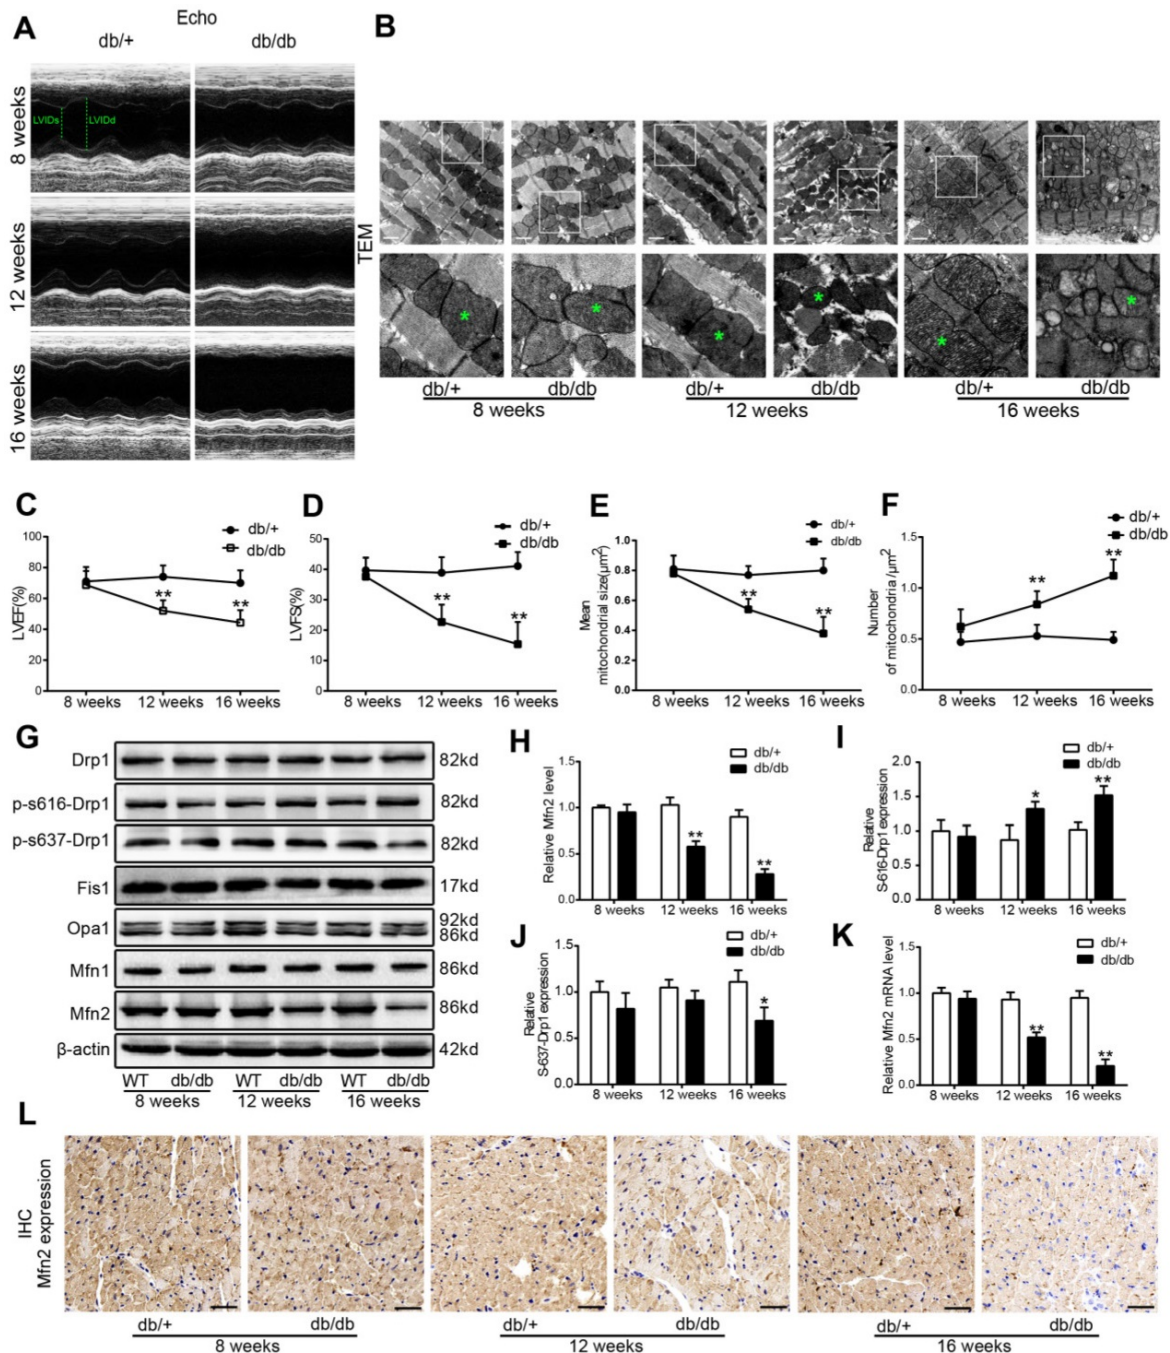 A
Echo
db/+ db/db
8 weeks
LVIDs LVIDd
12 weeks
16 weeks
B
TEM
* * * * * *
db/+ db/db db/+ db/db db/+ db/db
8 weeks 12 weeks 16 weeks
C
db/+
db/db
LVEF(%)
100
80
60
40
20
0
** **
8 weeks 12 weeks 16 weeks
D
db/+
db/db
LVFS(%)
50
40
30
20
10
0
** **
8 weeks 12 weeks 16 weeks
E
db/+
db/db
Mean
mitochondrial size(µm²)
1.0
0.8
0.6
0.4
0.2
0.0
** **
8 weeks 12 weeks 16 weeks
F
db/+
db/db
Number
of mitochondria /µm²
1.5
1.0
0.5
0.0
** **
8 weeks 12 weeks 16 weeks
G
Drp1 82kd
p-s616-Drp1 82kd
p-s637-Drp1 82kd
Fis1 17kd
Opa1 92kd
86kd
Mfn1 86kd
Mfn2 86kd
β-actin 42kd
WT db/db WT db/db WT db/db
8 weeks 12 weeks 16 weeks
H
db/+
db/db
Relative Mfn2 level
1.5
1.0
0.5
0.0
** **
8 weeks 12 weeks 16 weeks
I
db/+
db/db
Relative
S-616-Drp1 expression
2.0
1.5
1.0
0.5
0.0
* **
8 weeks 12 weeks 16 weeks
J
db/+
db/db
Relative
S-637-Drp1 expression
1.5
1.0
0.5
0.0
*
8 weeks 12 weeks 16 weeks
K
db/+
db/db
Relative Mfn2 mRNA level
1.5
1.0
0.5
0.0
** **
8 weeks 12 weeks 16 weeks
L
IHC
Mfn2 expression
db/+ db/db db/+ db/db db/+ db/db
8 weeks 12 weeks 16 weeks